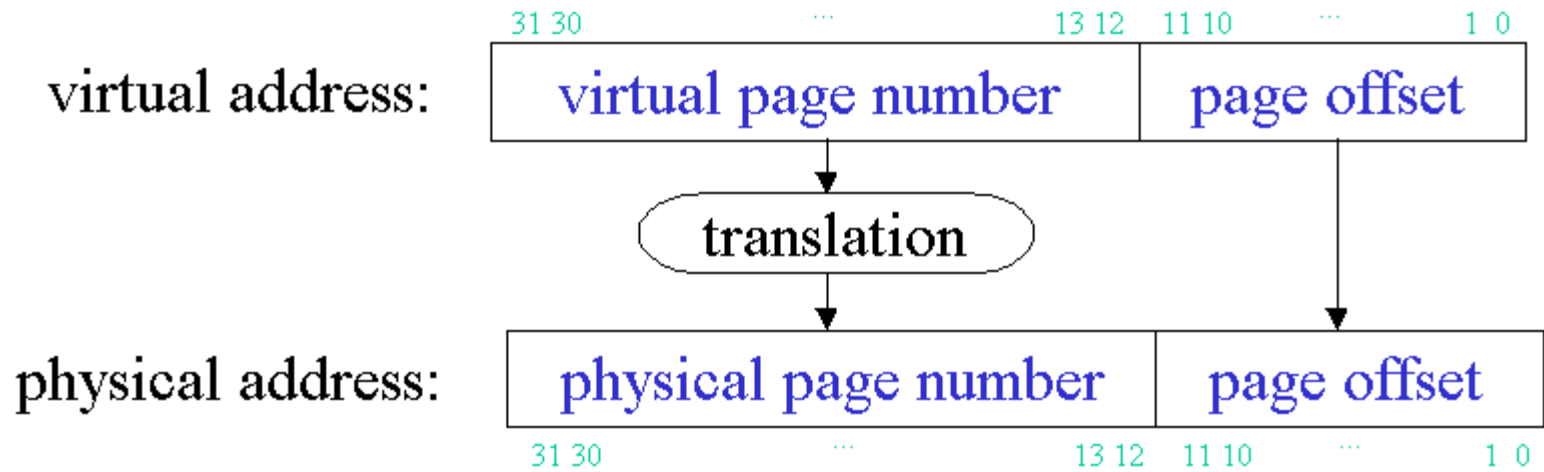 31 30 ... 13 12 11 10 ... 1 0
virtual address: virtual page number page offset
translation
physical address: physical page number page offset
31 30 ... 13 12 11 10 ... 1 0